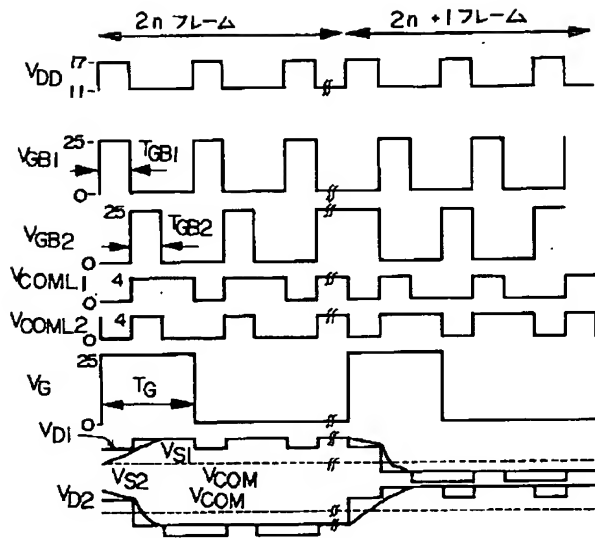 2n フレーム 2n +1 フレーム
VDD 17 11
VGB1 25 0 TGB1
VGB2 25 0 TGB2
VCOML1 4 0
VCOML2 4 0
VG 25 0 TG
VD1 VS1
VS2 VCOM
VD2 VCOM